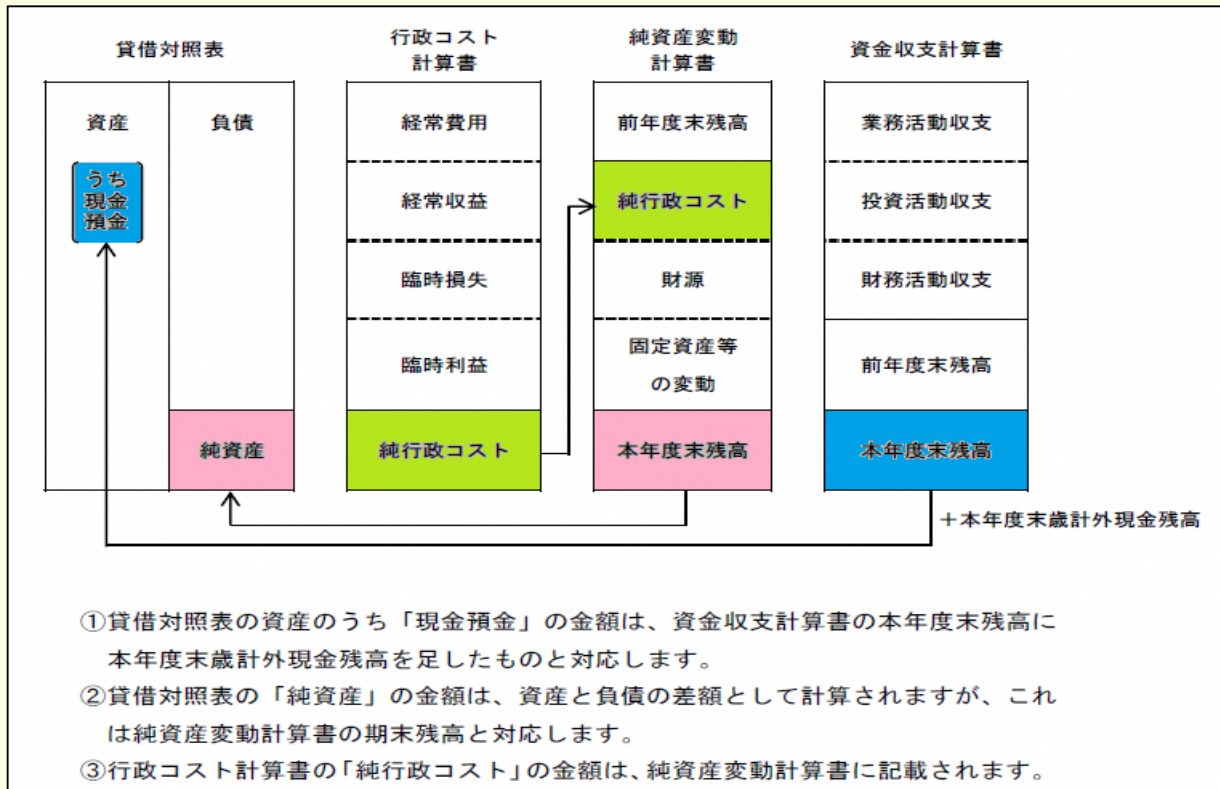 貸借対照表
行政コスト
計算書
純資産変動
計算書
資金収支計算書
資産
負債
うち
現金
預金
純資産
経常費用
経常収益
臨時損失
臨時利益
純行政コスト
前年度末残高
純行政コスト
財源
固定資産等
の変動
本年度末残高
業務活動収支
投資活動収支
財務活動収支
前年度末残高
本年度末残高
＋本年度末歳計外現金残高
①貸借対照表の資産のうち「現金預金」の金額は、資金収支計算書の本年度末残高に
本年度末歳計外現金残高を足したものと対応します。
②貸借対照表の「純資産」の金額は、資産と負債の差額として計算されますが、これ
は純資産変動計算書の期末残高と対応します。
③行政コスト計算書の「純行政コスト」の金額は、純資産変動計算書に記載されます。